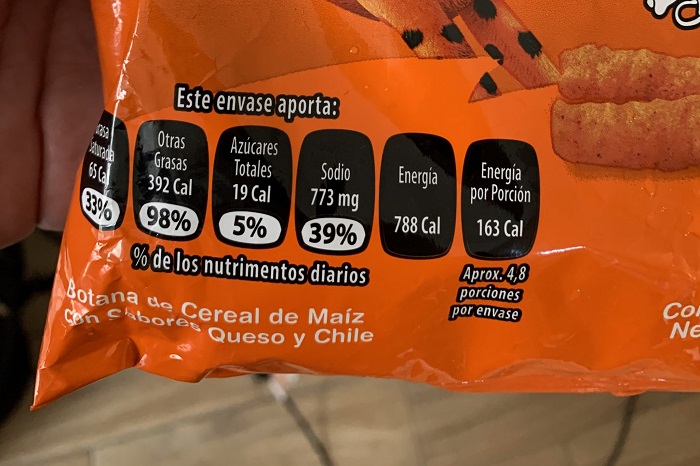 Este envase aporta:
65 Cal
33%
Otras
Grasas
392 Cal
98%
Azúcares
Totales
19 Cal
5%
Sodio
773 mg
39%
Energía
788 Cal
Energía
por Porción
163 Cal
% de los nutrimentos diarios
Aprox. 4,8
porciones
por envase
Botana de Cereal de Maíz
con Sabores Queso y Chile